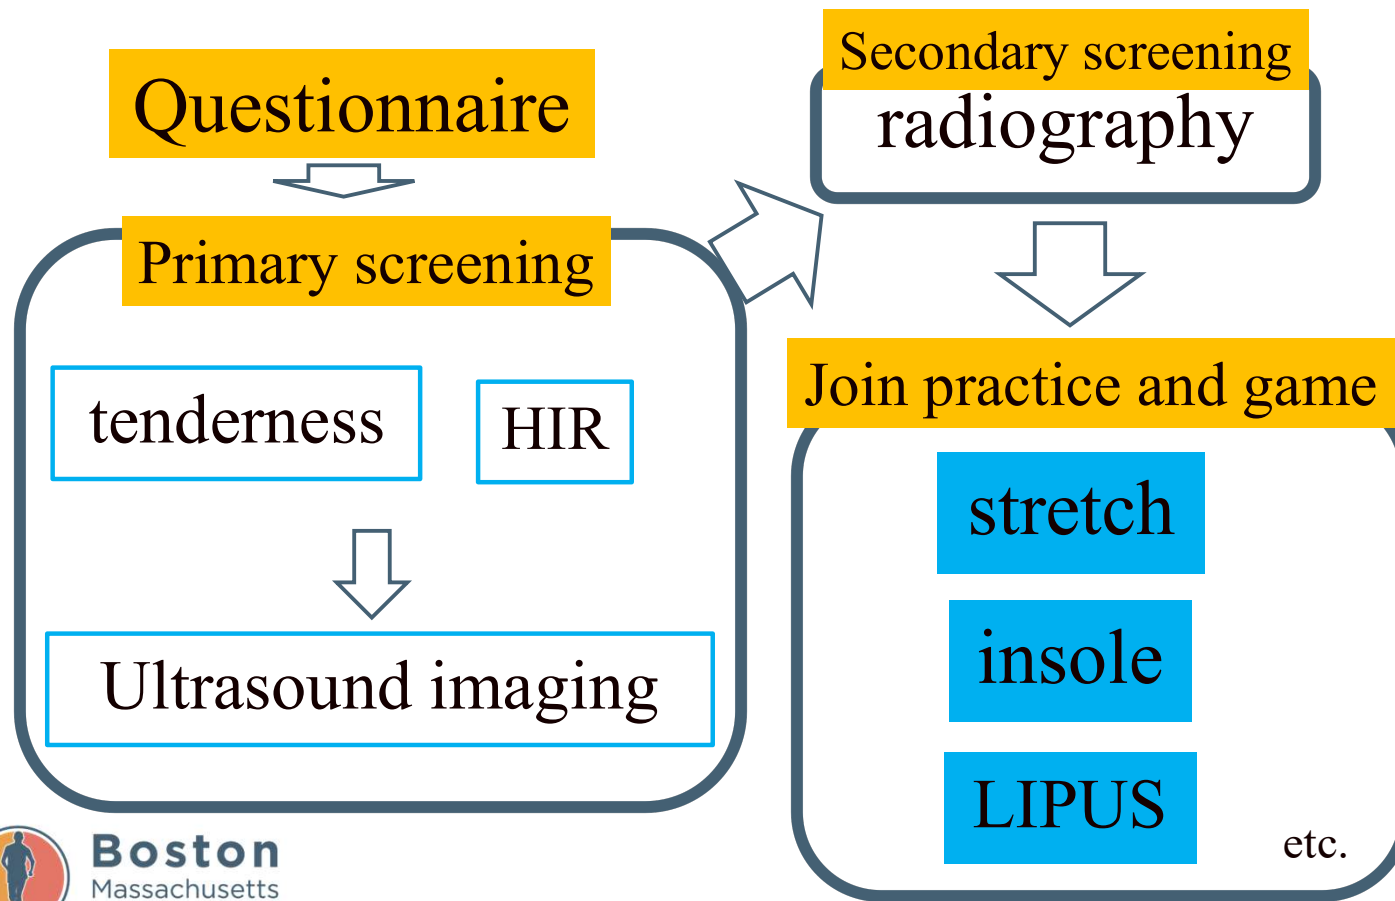 Questionnaire
Primary screening
tenderness
HIR
Ultrasound imaging
Secondary screening
radiography
Join practice and game
stretch
insole
LIPUS
etc.
Boston
Massachusetts